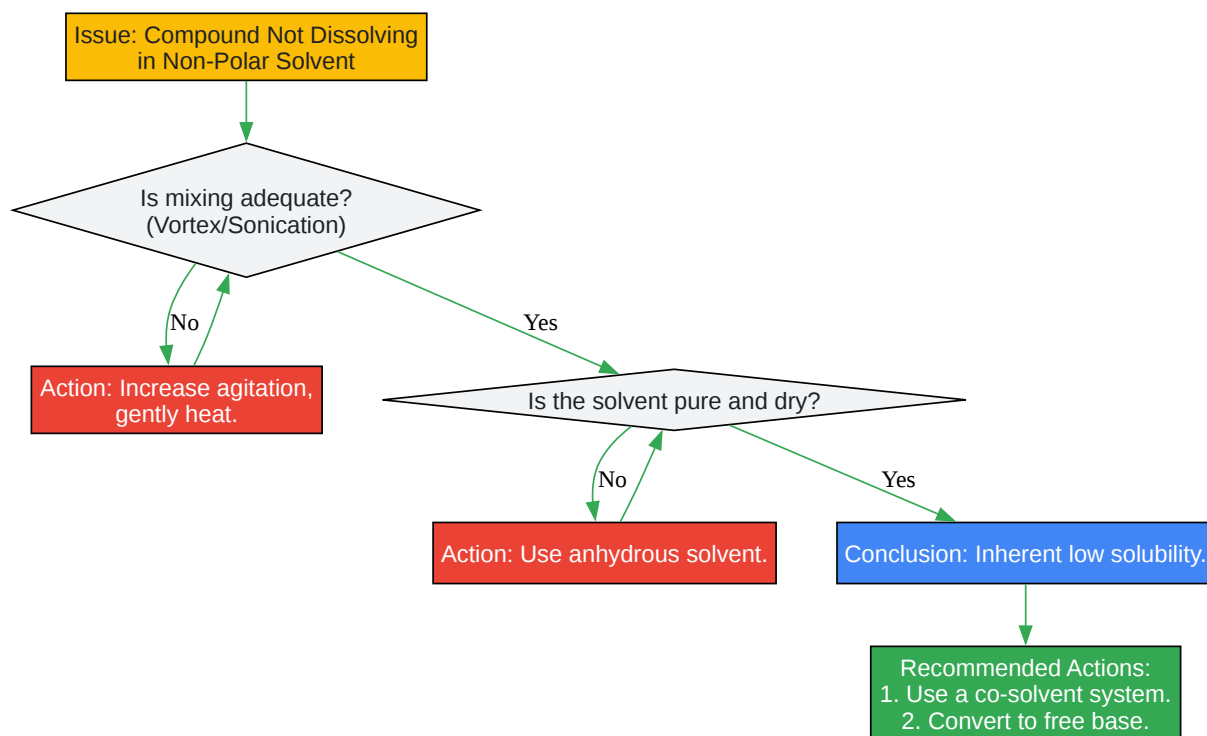 Issue: Compound Not Dissolving
in Non-Polar Solvent
Is mixing adequate?
(Vortex/Sonication)
No
Yes
Action: Increase agitation,
gently heat.
Is the solvent pure and dry?
No
Yes
Action: Use anhydrous solvent.
Conclusion: Inherent low solubility.
Recommended Actions:
1. Use a co-solvent system.
2. Convert to free base.